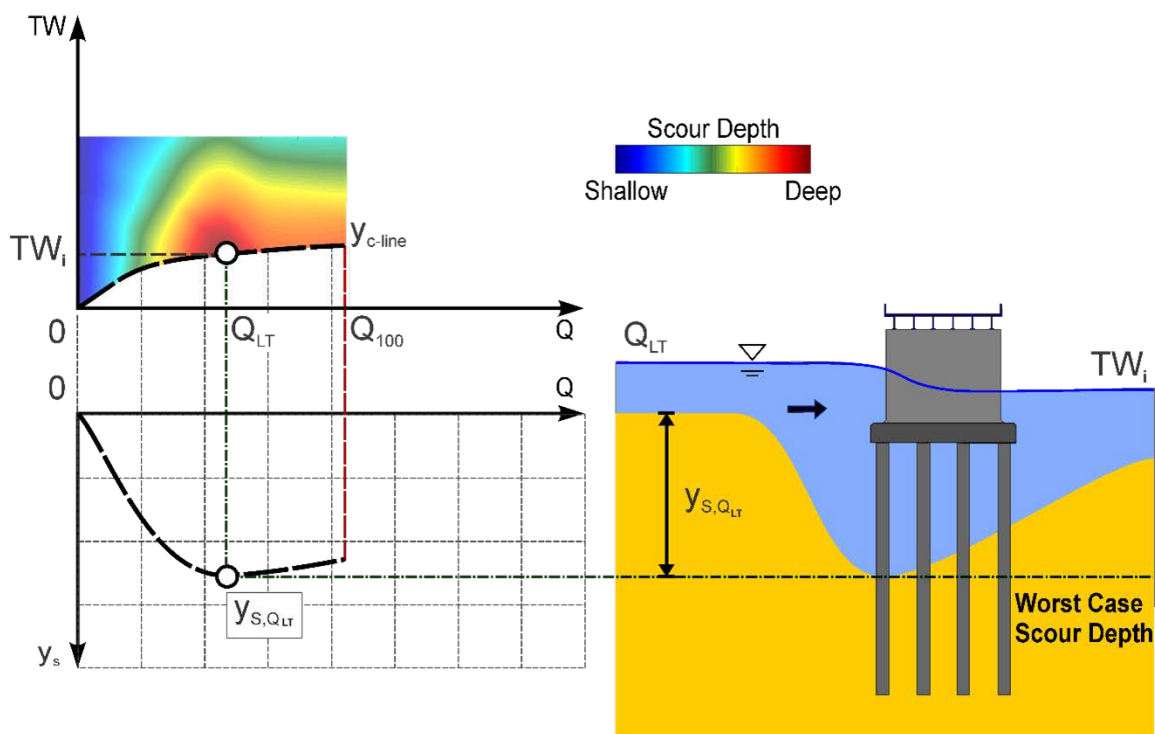 TW
Scour Depth
Shallow
Deep
y c-line
TWi
0
QLT
Q100
Q
0
Q
QLT
TWi
yS,QLT
yS,QLT
ys
Worst Case
Scour Depth